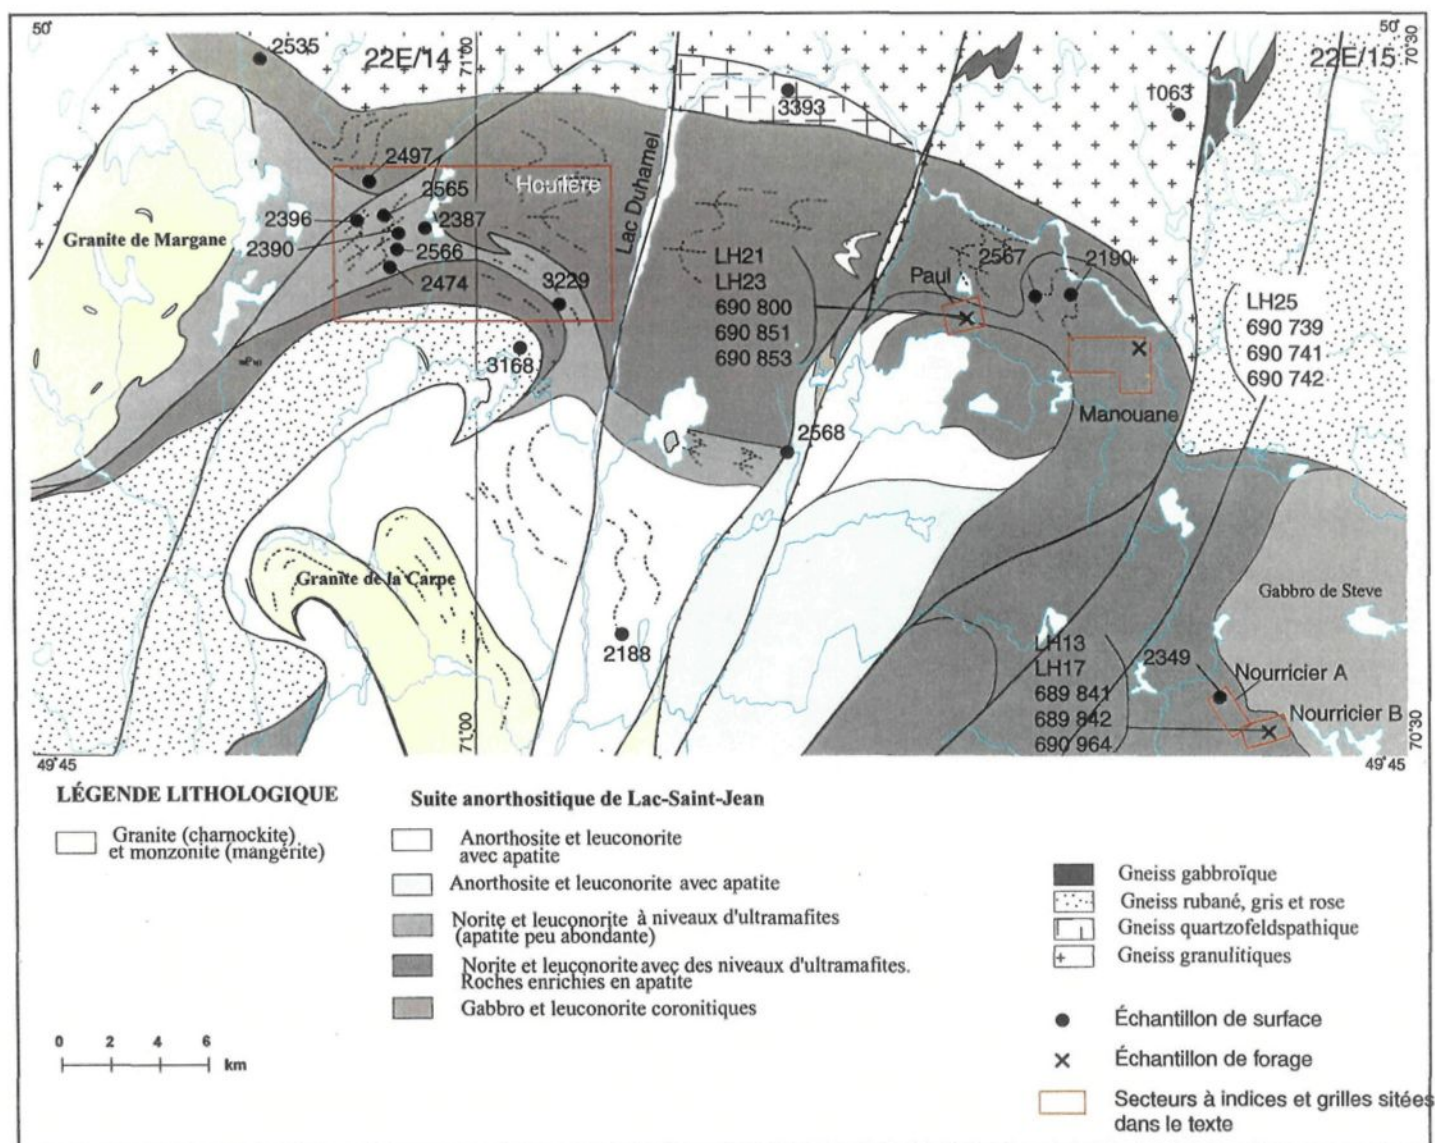 50°
2535
22E/14
71°00
50°
70°30
22E/15
3393
1063
2497
2565
Houlière
Lac Duhamel
2396
2387
Granite de Margane
2390
2566
2474
3229
LH21
LH23
690 800
690 851
690 853
Paul
2567
2190
LH25
690 739
690 741
690 742
3168
Manouane
2568
Granite de la Carpe
Gabbro de Steve
2188
LH13
LH17
689 841
689 842
690 964
2349
Nourricier A
Nourricier B
71°00
70°30
49°45
49°45
LÉGENDE LITHOLOGIQUE
Granite (charnockite)
et monzonite (mangérite)
Suite anorthositique de Lac-Saint-Jean
Anorthosite et leuconorite
avec apatite
Anorthosite et leuconorite avec apatite
Norite et leuconorite à niveaux d'ultramafites
(apatite peu abondante)
Norite et leuconorite avec des niveaux d'ultramafites.
Roches enrichies en apatite
Gabbro et leuconorite coronitiques
Gneiss gabbroïque
Gneiss rubané, gris et rose
Gneiss quartzofeldspathique
Gneiss granulitiques
Échantillon de surface
Échantillon de forage
Secteurs à indices et grilles sitées
dans le texte
0 2 4 6
km